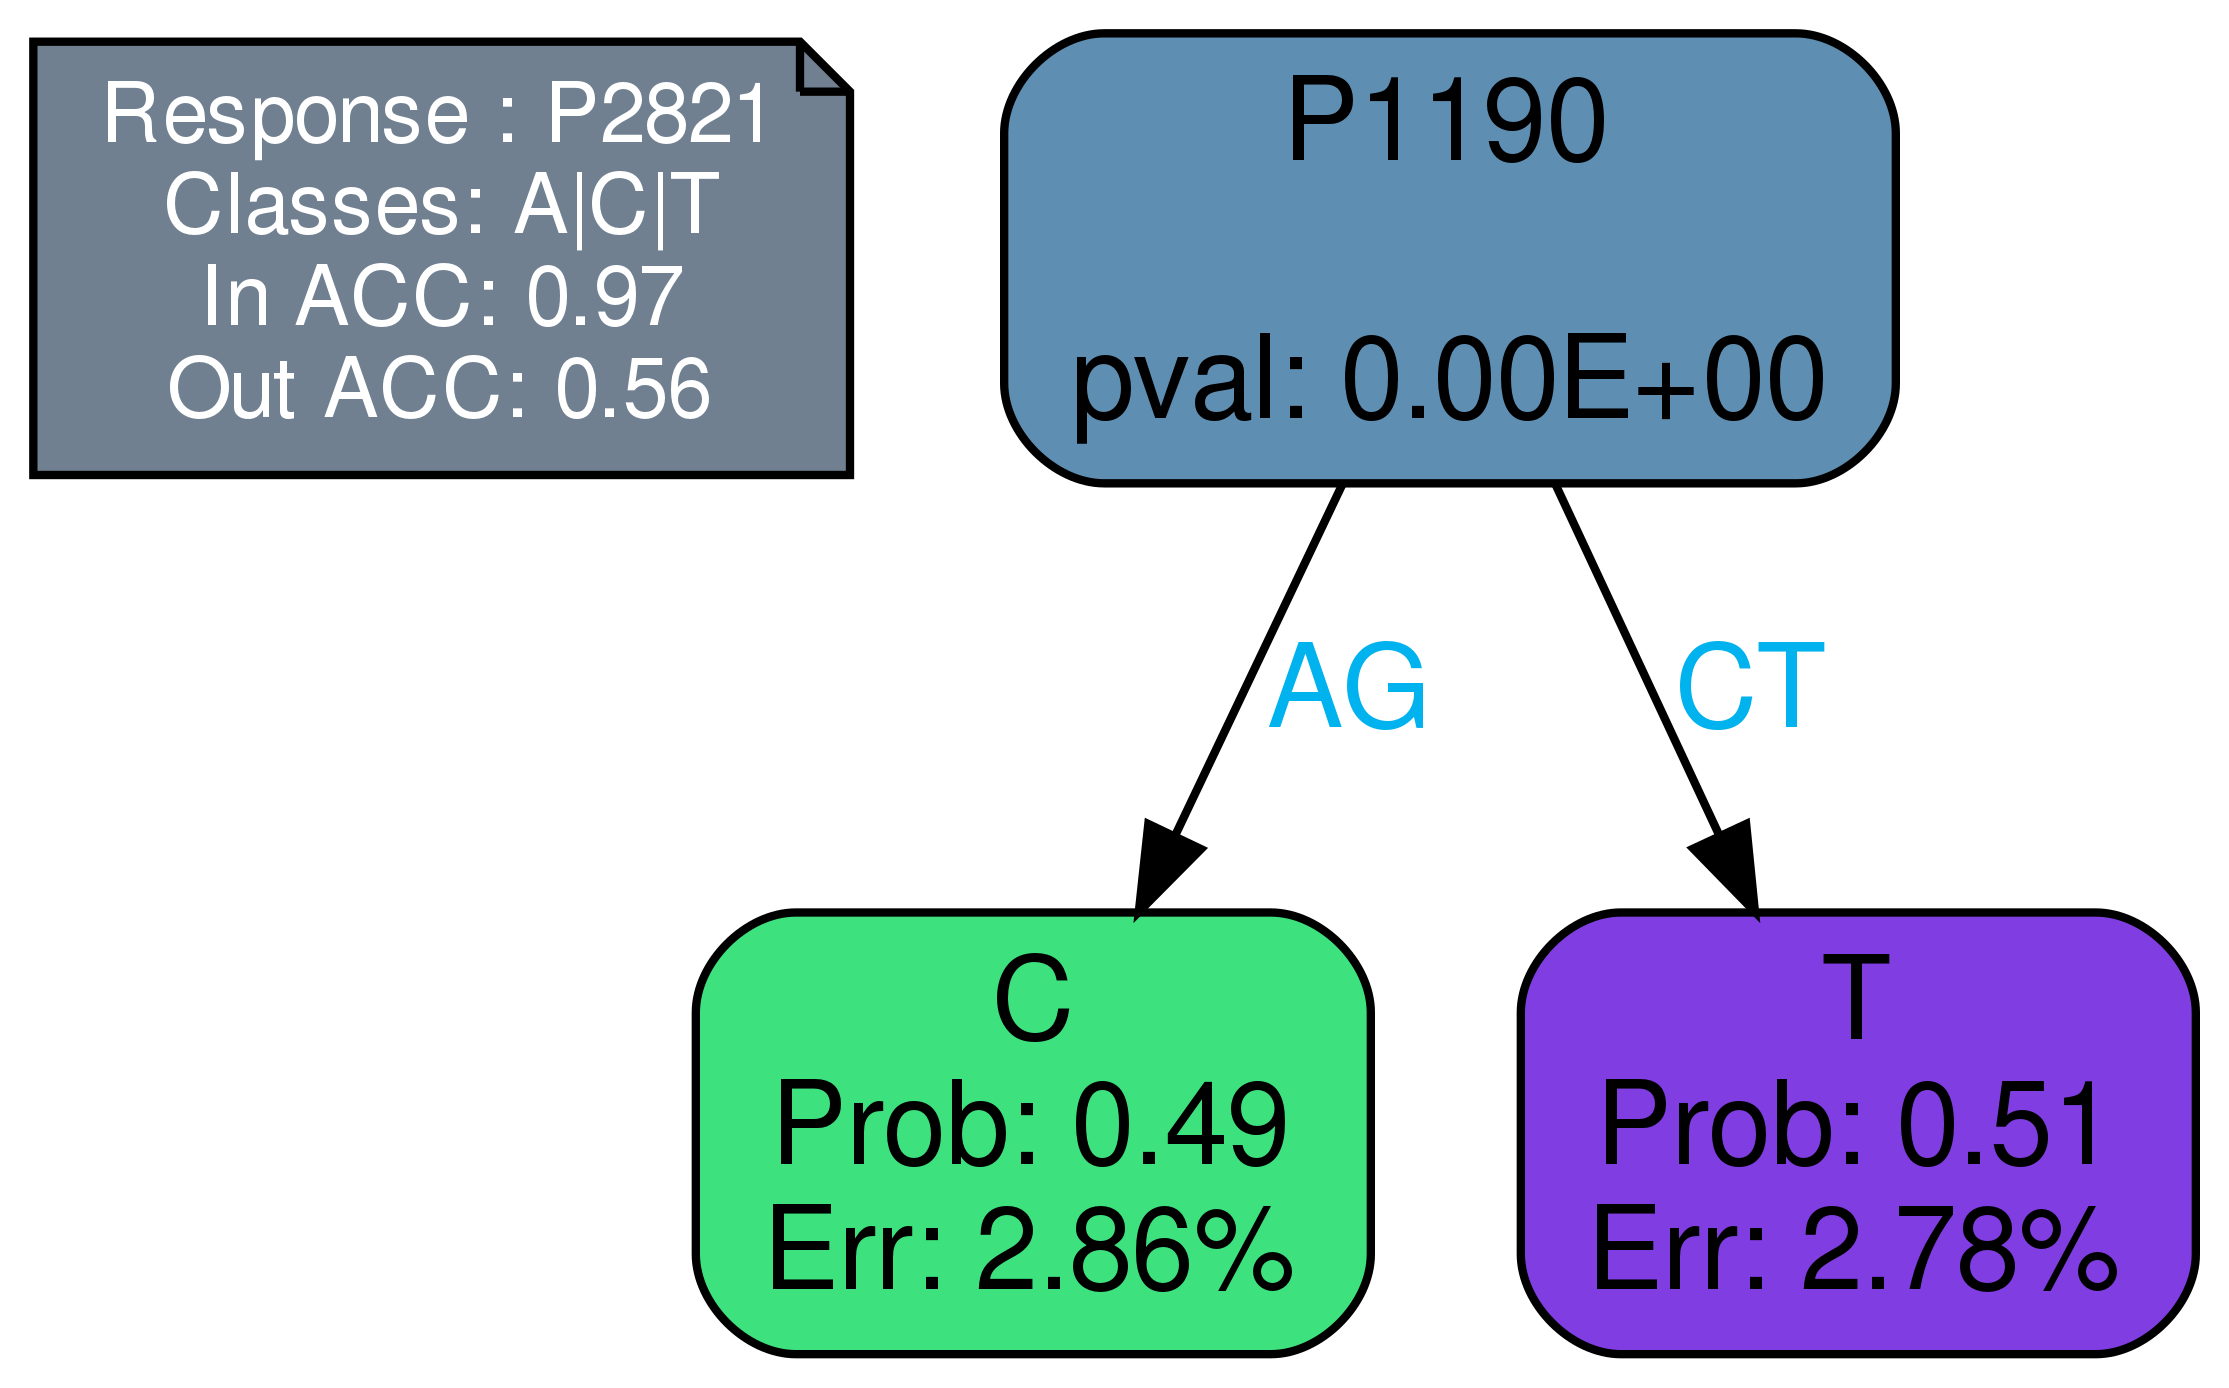 Response : P2821
Classes: A|C|T
In ACC: 0.97
Out ACC: 0.56
P1190
pval: 0.00E+00
AG
CT
C
Prob: 0.49
Err: 2.86%
T
Prob: 0.51
Err: 2.78%